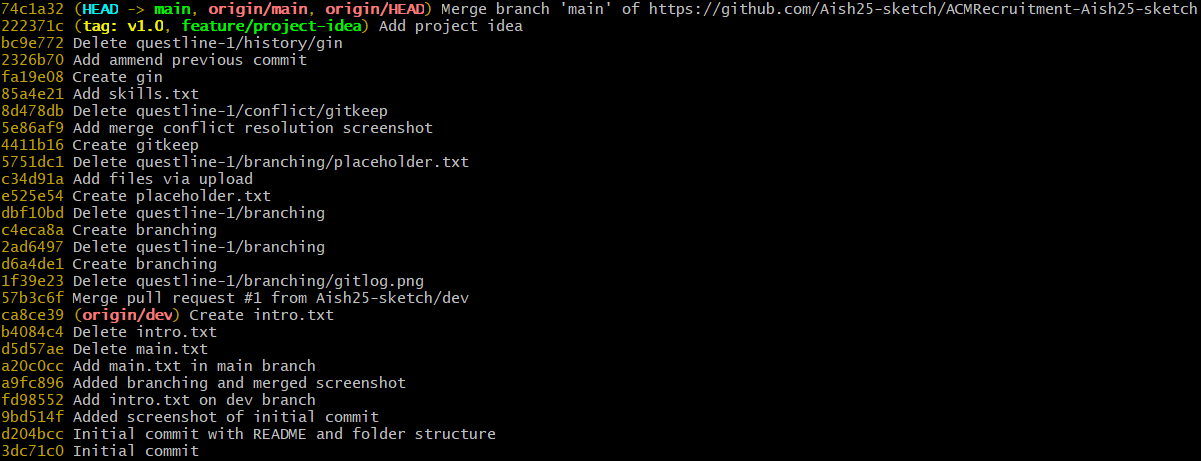 74c1a32 (HEAD -> main, origin/main, origin/HEAD) Merge branch 'main' of https://github.com/Aish25-sketch/ACMRecruitment-Aish25-sketch
222371c (tag: v1.0, feature/project-idea) Add project idea
bc9e772 Delete questline-1/history/gin
2326b70 Add ammend previous commit
fa19e08 Create gin
85a4e21 Add skills.txt
8d478db Delete questline-1/conflict/gitkeep
5e86af9 Add merge conflict resolution screenshot
4411b16 Create gitkeep
5751dc1 Delete questline-1/branching/placeholder.txt
c34d91a Add files via upload
e525e54 Create placeholder.txt
dbf10bd Delete questline-1/branching
c4eca8a Create branching
2ad6497 Delete questline-1/branching
d6a4de1 Create branching
1f39e23 Delete questline-1/branching/gitlog.png
57b3c6f Merge pull request #1 from Aish25-sketch/dev
ca8ce39 (origin/dev) Create intro.txt
b4084c4 Delete intro.txt
d5d57ae Delete main.txt
a20c0cc Add main.txt in main branch
a9fc896 Added branching and merged screenshot
fd98552 Add intro.txt on dev branch
9bd514f Added screenshot of initial commit
d204bcc Initial commit with README and folder structure
3dc71c0 Initial commit